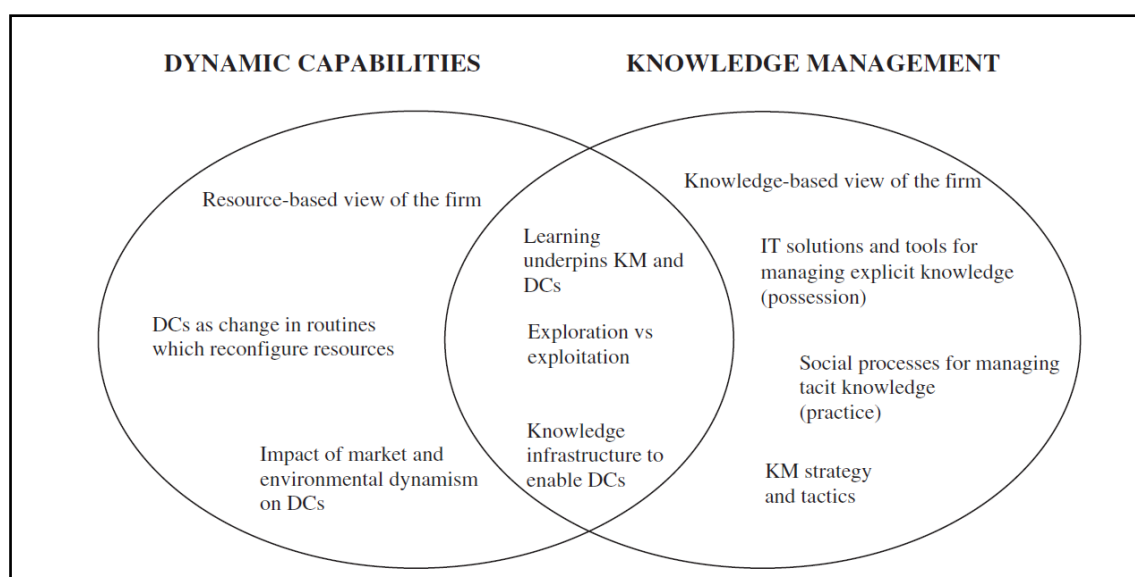 DYNAMIC CAPABILITIES
KNOWLEDGE MANAGEMENT
Resource-based view of the firm
DCs as change in routines
which reconfigure resources
Impact of market and
environmental dynamism
on DCs
Learning
underpins KM and
DCs
Exploration vs
exploitation
Knowledge
infrastructure to
enable DCs
Knowledge-based view of the firm
IT solutions and tools for
managing explicit knowledge
(possession)
Social processes for managing
tacit knowledge
(practice)
KM strategy
and tactics